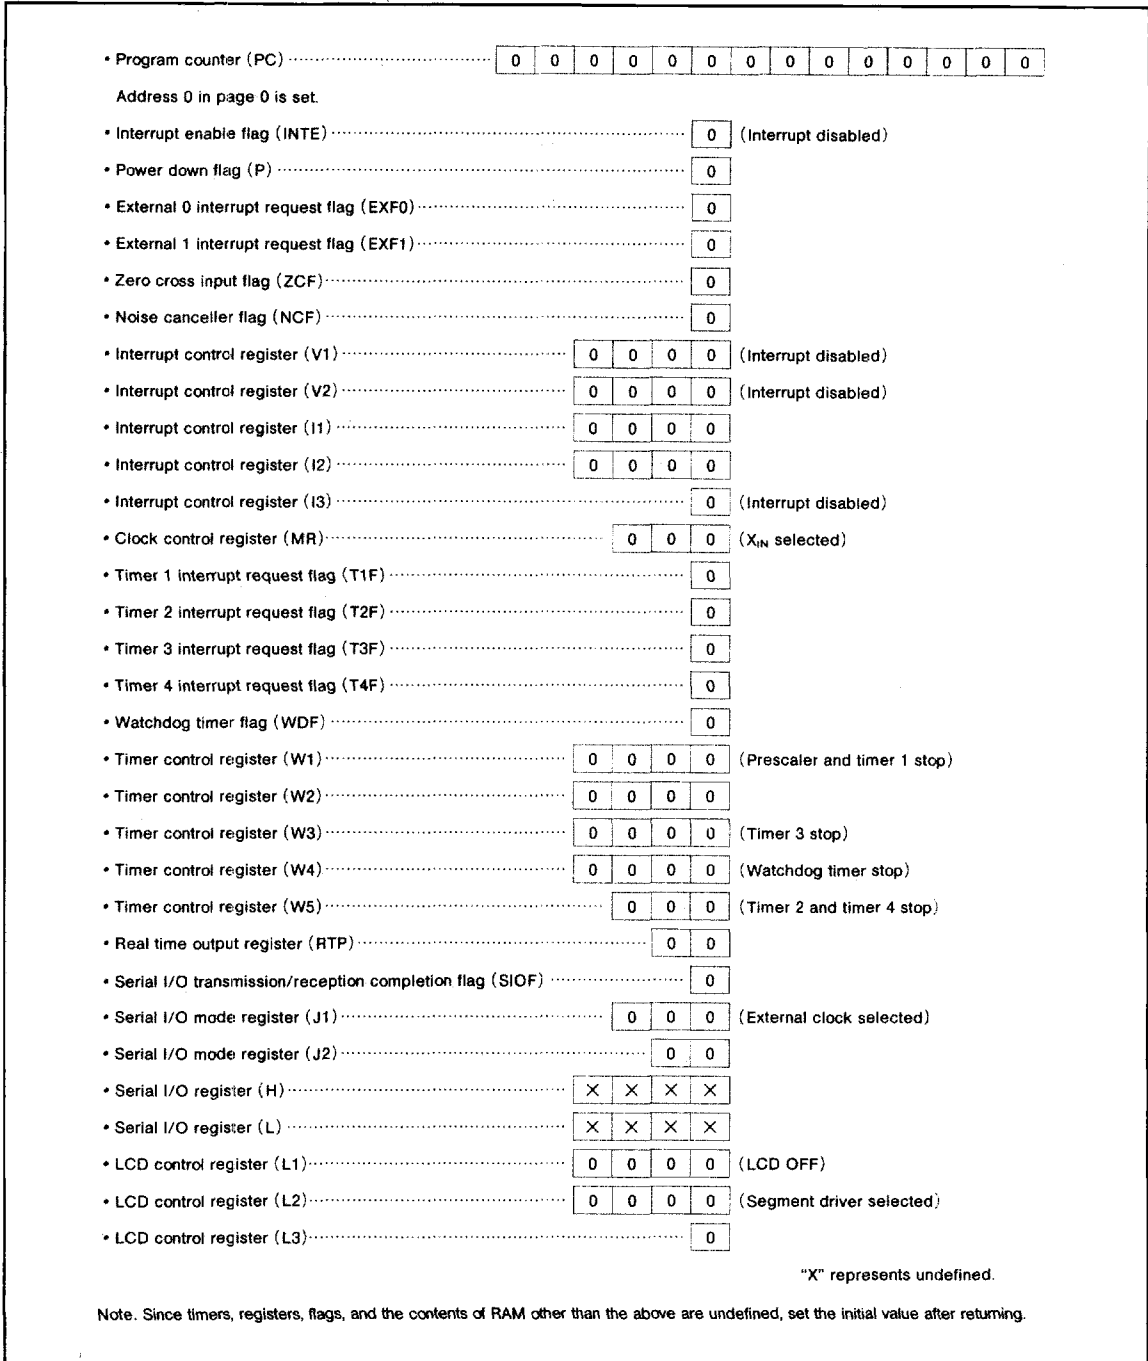 • Program counter (PC) 0 0 0 0 0 0 0 0 0 0 0 0 0 0
Address 0 in page 0 is set.
• Interrupt enable flag (INTE) 0 (Interrupt disabled)
• Power down flag (P) 0
• External 0 interrupt request flag (EXF0) 0
• External 1 interrupt request flag (EXF1) 0
• Zero cross input flag (ZCF) 0
• Noise canceller flag (NCF) 0
• Interrupt control register (V1) 0 0 0 0 (Interrupt disabled)
• Interrupt control register (V2) 0 0 0 0 (Interrupt disabled)
• Interrupt control register (I1) 0 0 0 0
• Interrupt control register (I2) 0 0 0 0
• Interrupt control register (I3) 0 (Interrupt disabled)
• Clock control register (MR) 0 0 0 (XIN selected)
• Timer 1 interrupt request flag (T1F) 0
• Timer 2 interrupt request flag (T2F) 0
• Timer 3 interrupt request flag (T3F) 0
• Timer 4 interrupt request flag (T4F) 0
• Watchdog timer flag (WDF) 0
• Timer control register (W1) 0 0 0 0 (Prescaler and timer 1 stop)
• Timer control register (W2) 0 0 0 0
• Timer control register (W3) 0 0 0 0 (Timer 3 stop)
• Timer control register (W4) 0 0 0 0 (Watchdog timer stop)
• Timer control register (W5) 0 0 0 (Timer 2 and timer 4 stop)
• Real time output register (RTP) 0 0
• Serial I/O transmission/reception completion flag (SIOF) 0
• Serial I/O mode register (J1) 0 0 0 (External clock selected)
• Serial I/O mode register (J2) 0 0
• Serial I/O register (H) X X X X
• Serial I/O register (L) X X X X
• LCD control register (L1) 0 0 0 0 (LCD OFF)
• LCD control register (L2) 0 0 0 0 (Segment driver selected)
• LCD control register (L3) 0
"X" represents undefined.
Note. Since timers, registers, flags, and the contents of RAM other than the above are undefined, set the initial value after returning.